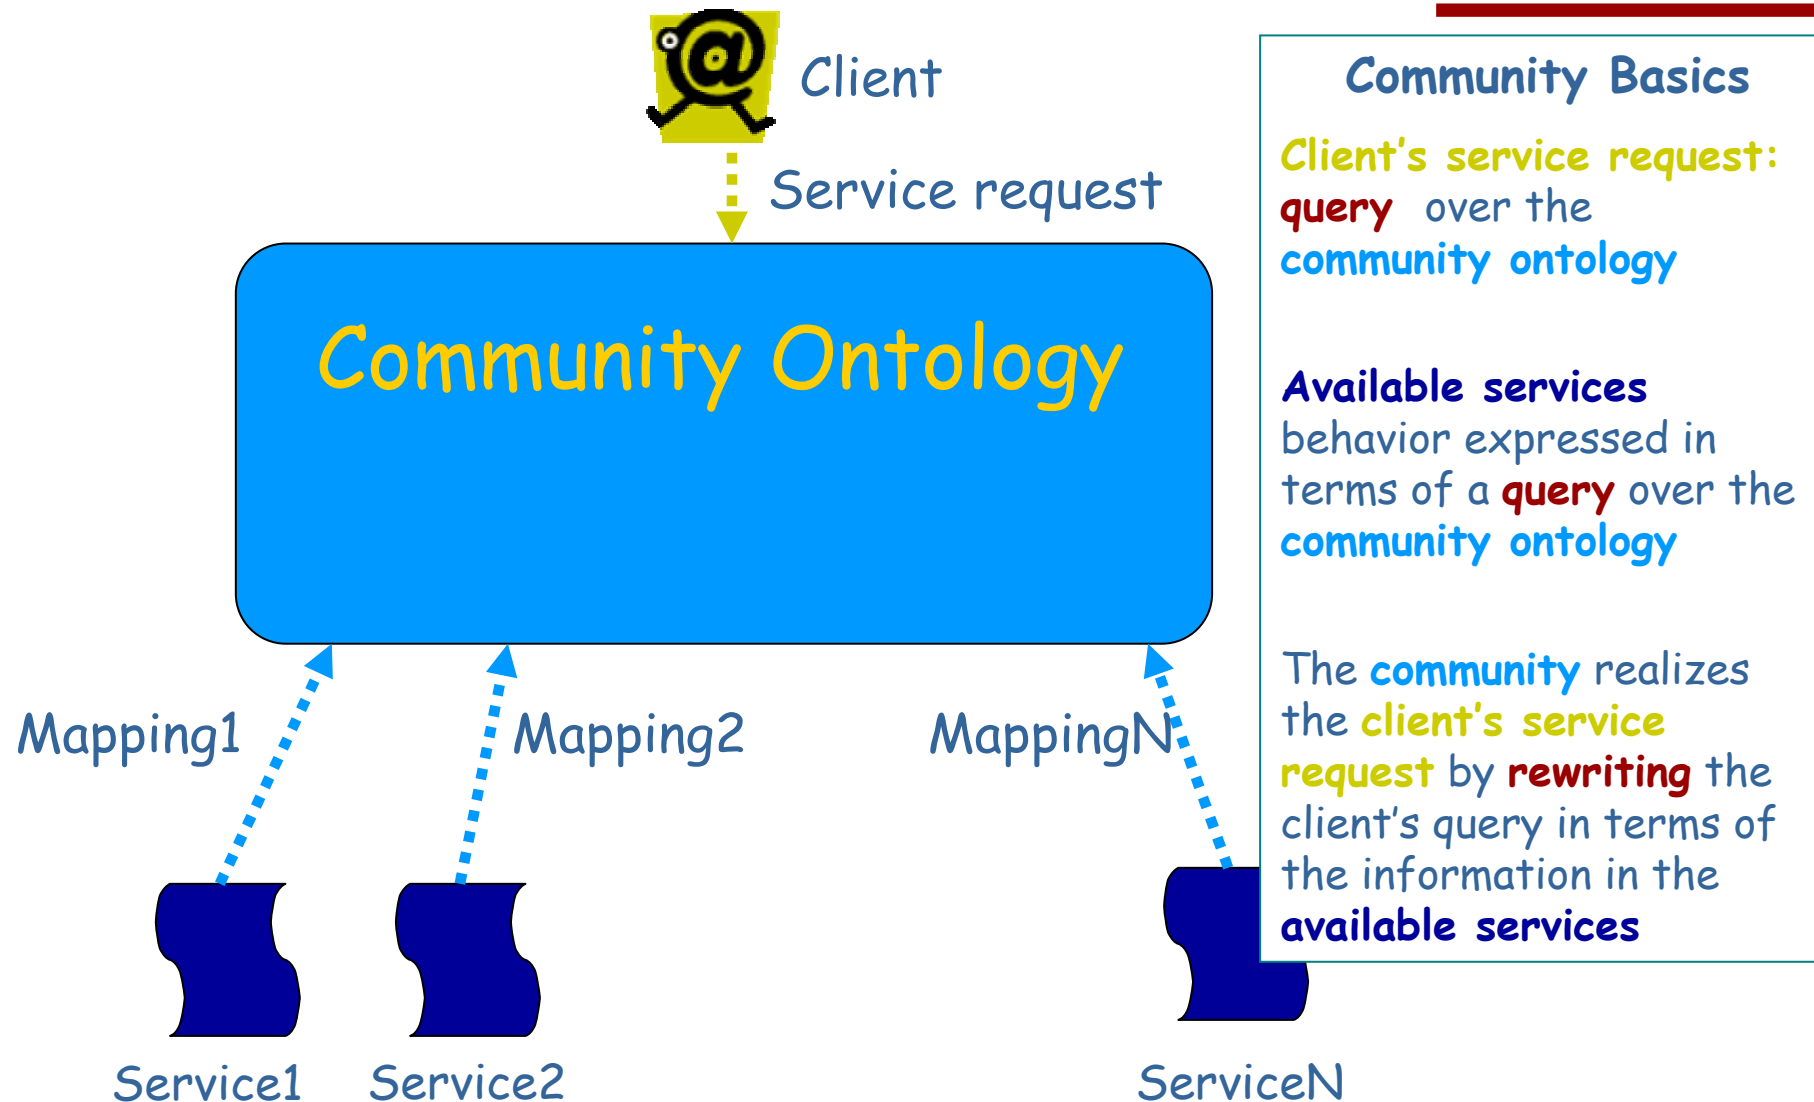 Client
Service request
Community Ontology
Mapping1
Mapping2
MappingN
Service1
Service2
ServiceN
Community Basics
Client's service request:
query over the
community ontology
Available services
behavior expressed in
terms of a query over the
community ontology
The community realizes
the client's service
request by rewriting the
client's query in terms of
the information in the
available services